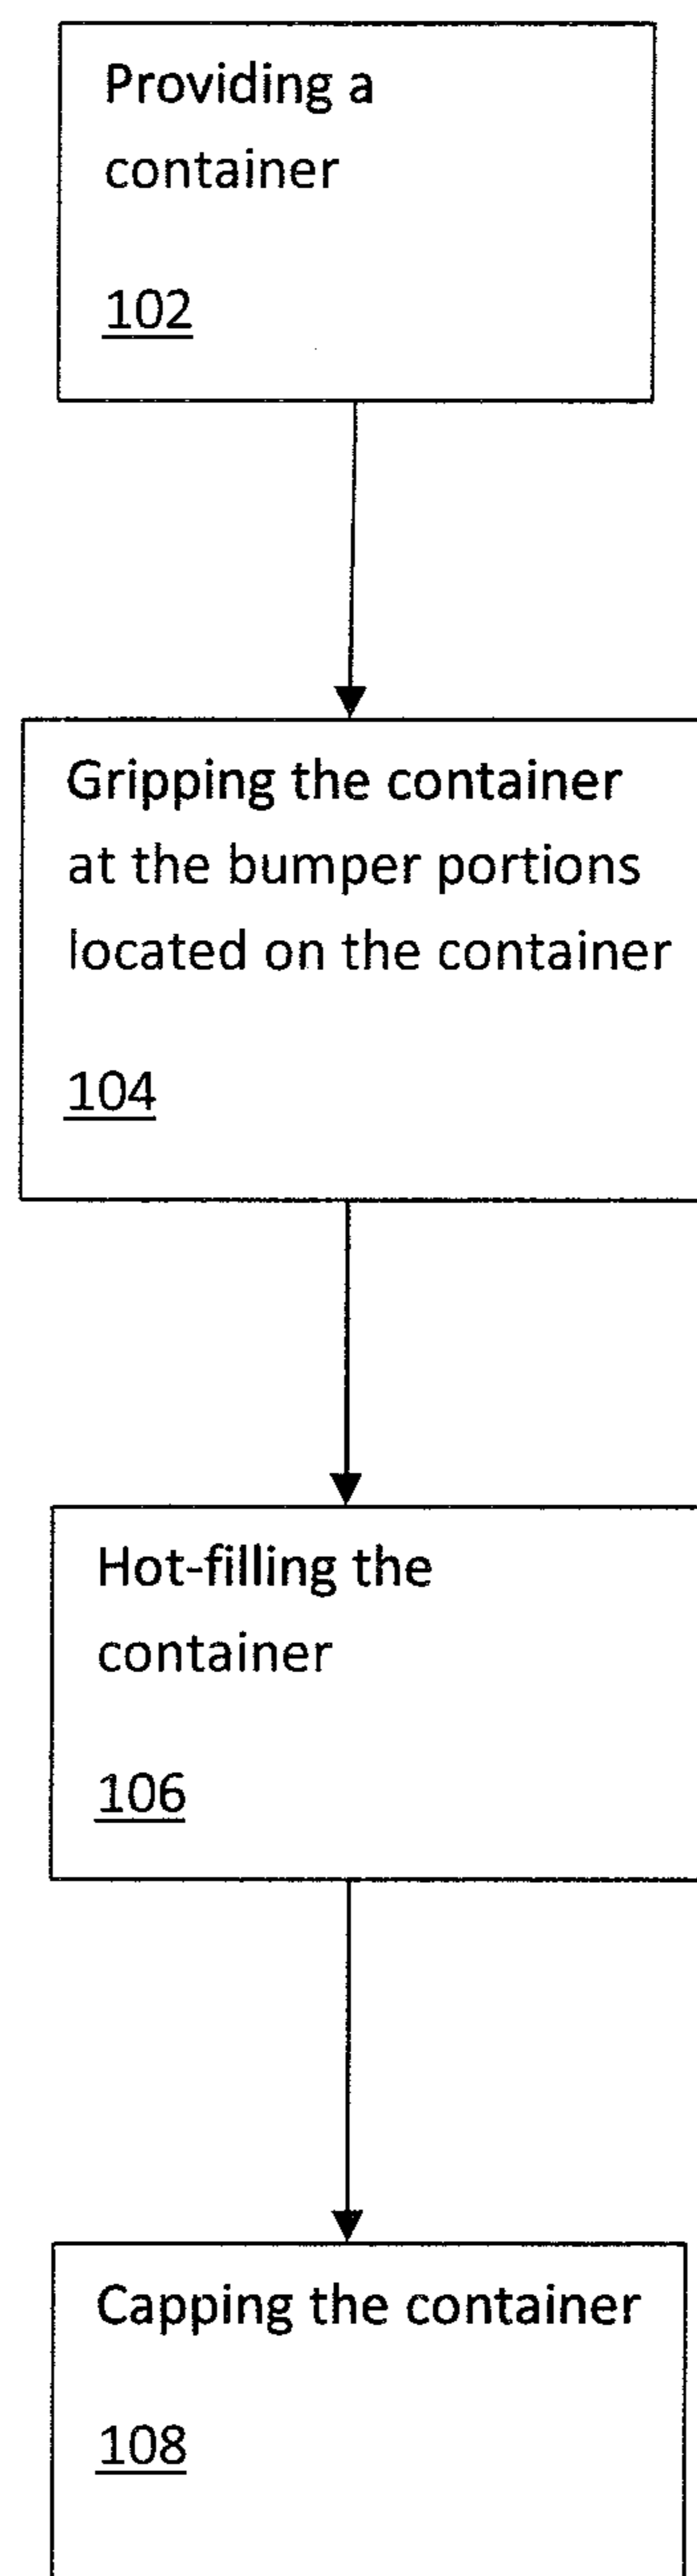 Providing a
container
102
Gripping the container
at the bumper portions
located on the container
104
Hot-filling the
container
106
Capping the container
108